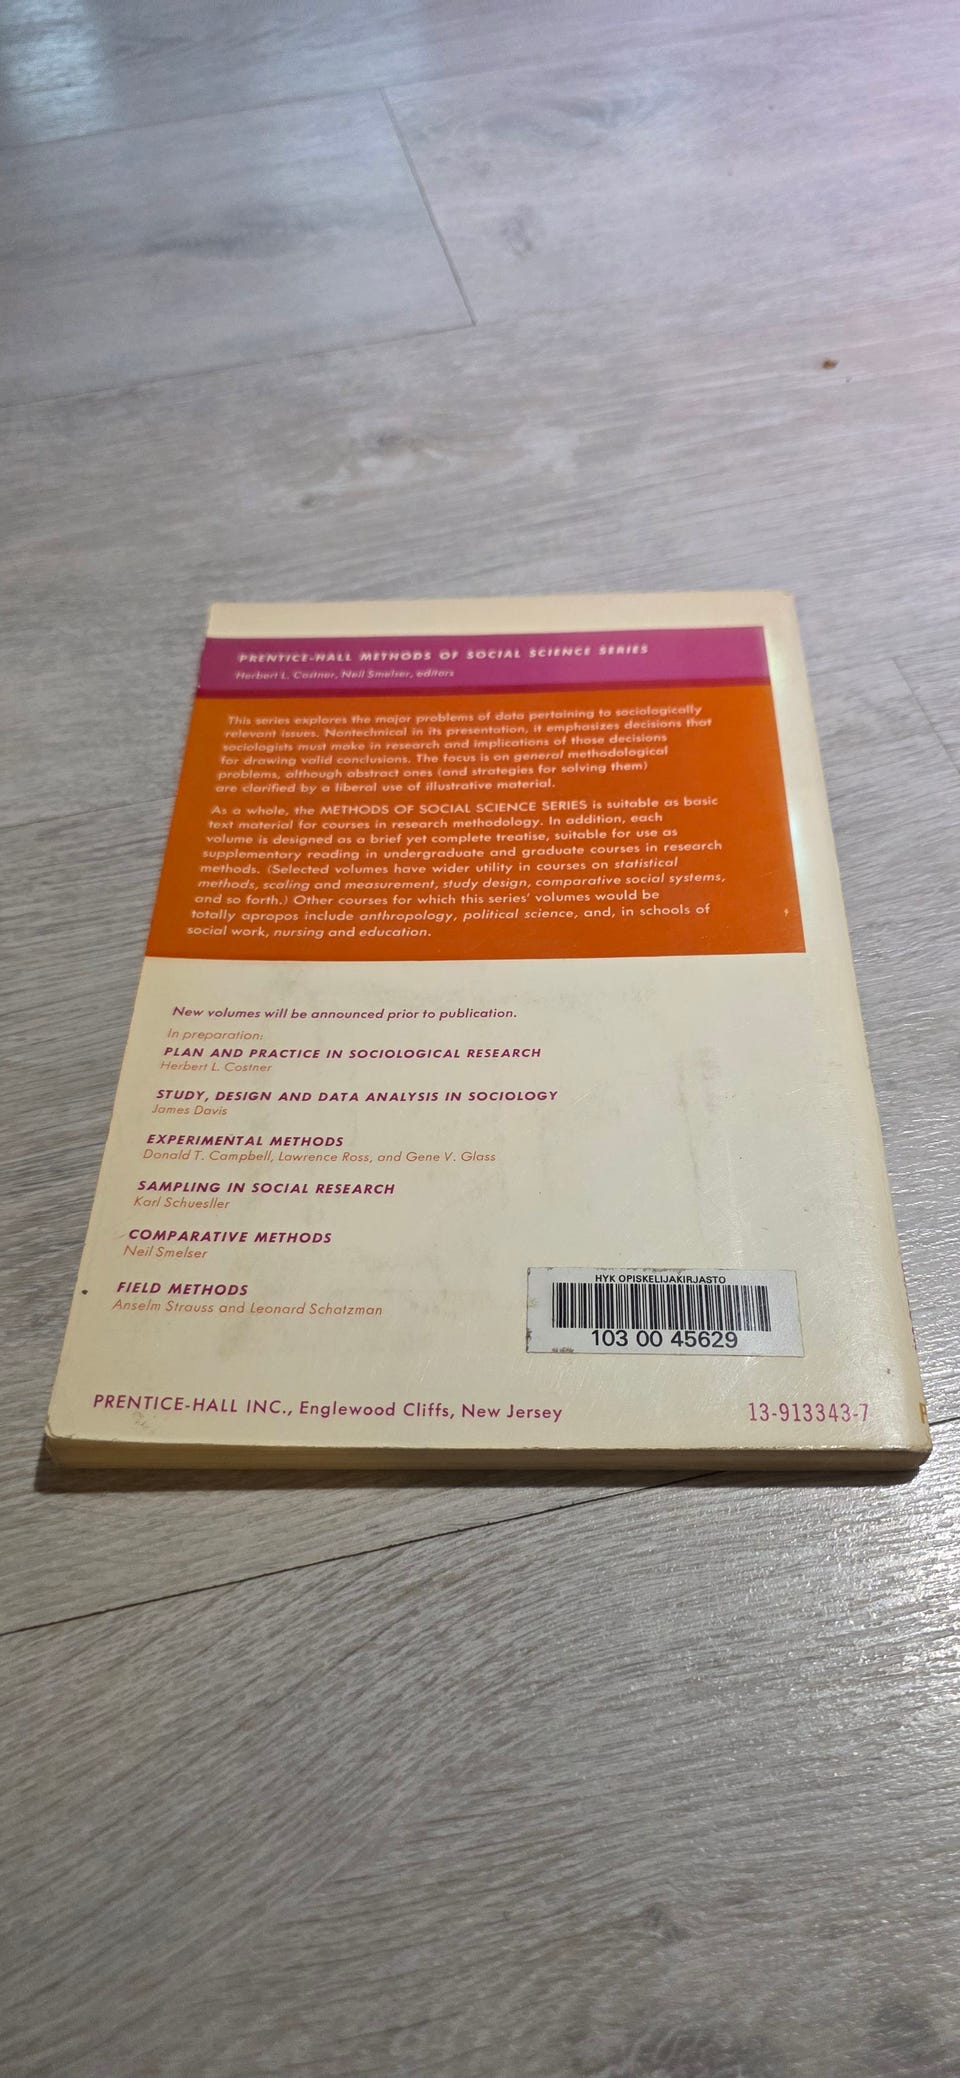 PRENTICE-HALL METHODS OF SOCIAL SCIENCE SERIES
Herbert L. Costner, Neil Smelser, editors
This series explores the major problems of data pertaining to sociologically
relevant issues. Nontechnical in its presentation, it emphasizes decisions that
sociologists must make in research and implications of those decisions
for drawing valid conclusions. The focus is on general methodological
problems, although abstract ones (and strategies for solving them)
are clarified by a liberal use of illustrative material.
As a whole, the METHODS OF SOCIAL SCIENCE SERIES is suitable as basic
text material for courses in research methodology. In addition, each
volume is designed as a brief yet complete treatise, suitable for use as
supplementary reading in undergraduate and graduate courses in research
methods. (Selected volumes have wider utility in courses on statistical
methods, scaling and measurement, study design, comparative social systems,
and so forth.) Other courses for which this series' volumes would be
totally apropos include anthropology, political science, and, in schools of
social work, nursing and education.
New volumes will be announced prior to publication.
In preparation:
PLAN AND PRACTICE IN SOCIOLOGICAL RESEARCH
Herbert L. Costner
STUDY, DESIGN AND DATA ANALYSIS IN SOCIOLOGY
James Davis
EXPERIMENTAL METHODS
Donald T. Campbell, Lawrence Ross, and Gene V. Glass
SAMPLING IN SOCIAL RESEARCH
Karl Schuesller
COMPARATIVE METHODS
Neil Smelser
FIELD METHODS
Anselm Strauss and Leonard Schatzman
HYK OPISKELIJAKIRJASTO
103 00 45629
PRENTICE-HALL INC., Englewood Cliffs, New Jersey
13-913343-7